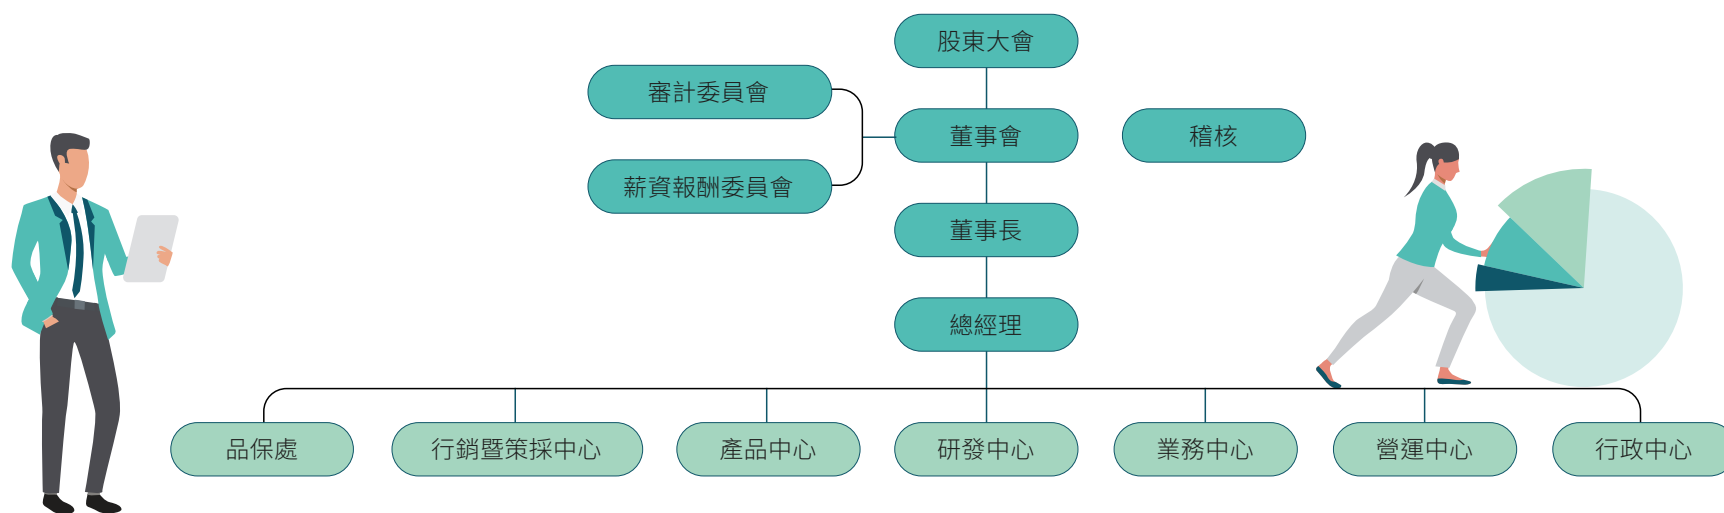 股東大會
審計委員會
董事會
稽核
薪資報酬委員會
董事長
總經理
品保處
行銷暨策採中心
產品中心
研發中心
業務中心
營運中心
行政中心